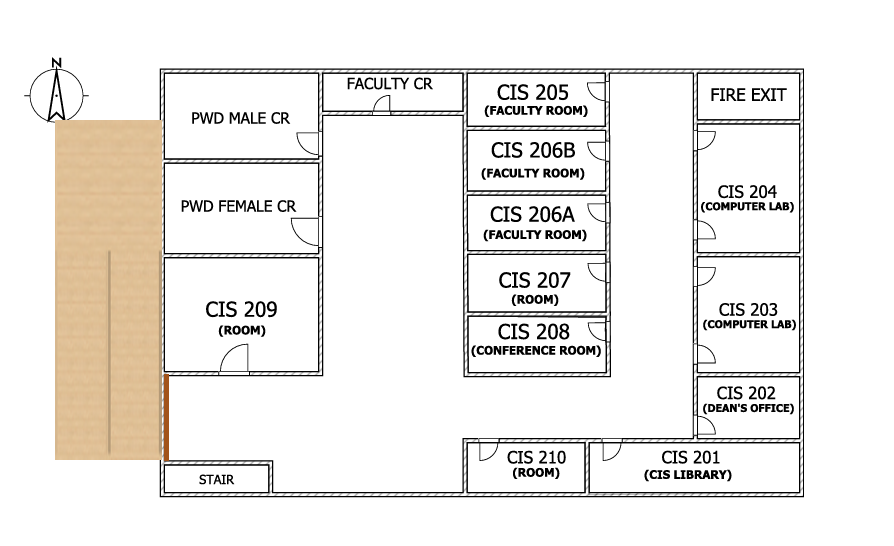 N
PWD MALE CR
FACULTY CR
CIS 205
(FACULTY ROOM)
FIRE EXIT
CIS 206B
(FACULTY ROOM)
PWD FEMALE CR
CIS 206A
(FACULTY ROOM)
CIS 204
(COMPUTER LAB)
CIS 207
(ROOM)
CIS 209
(ROOM)
CIS 208
(CONFERENCE ROOM)
CIS 203
(COMPUTER LAB)
CIS 202
(DEAN'S OFFICE)
STAIR
CIS 210
(ROOM)
CIS 201
(CIS LIBRARY)